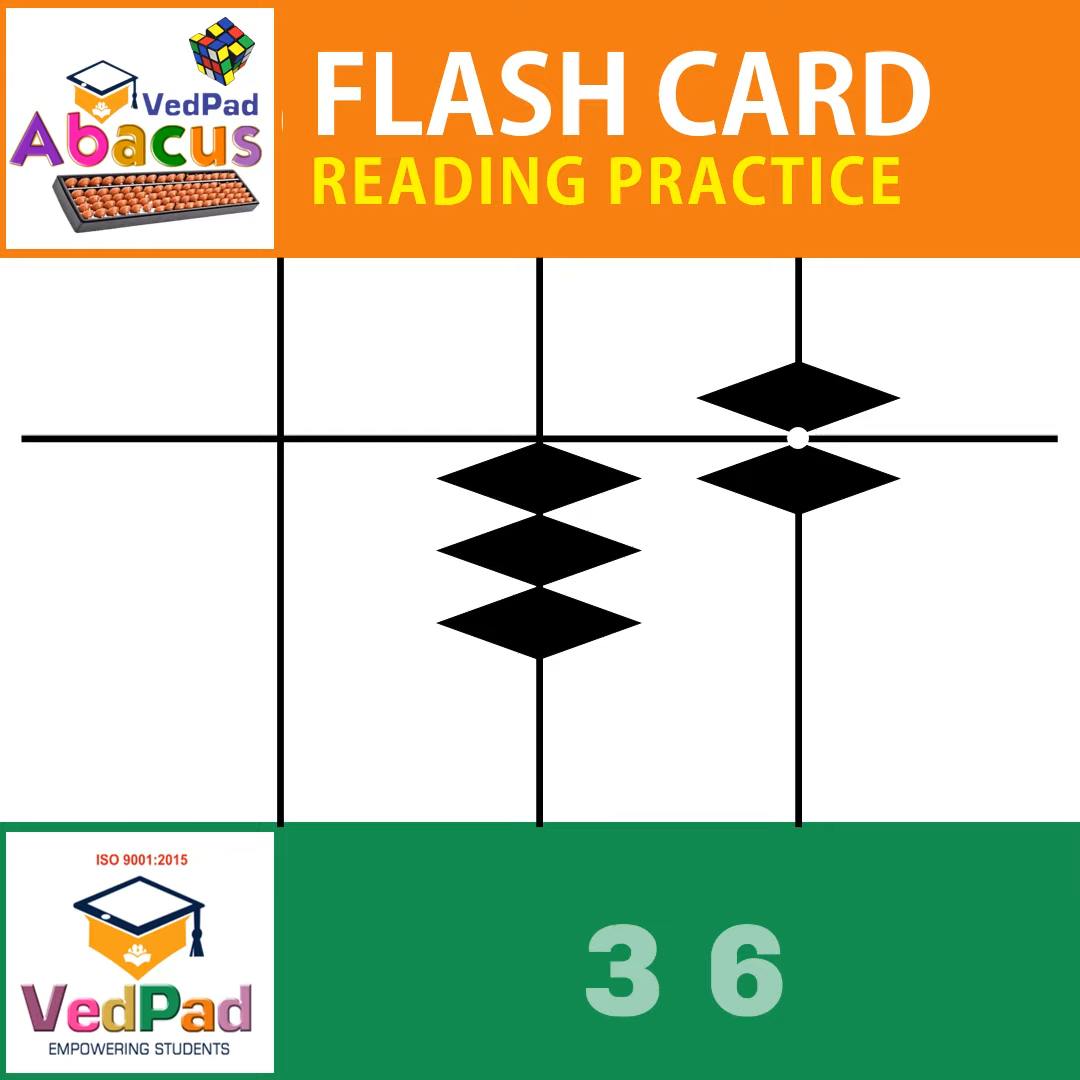 VedPad
Abacus
FLASH CARD
READING PRACTICE
ISO 9001:2015
VedPad
EMPOWERING STUDENTS
3 6